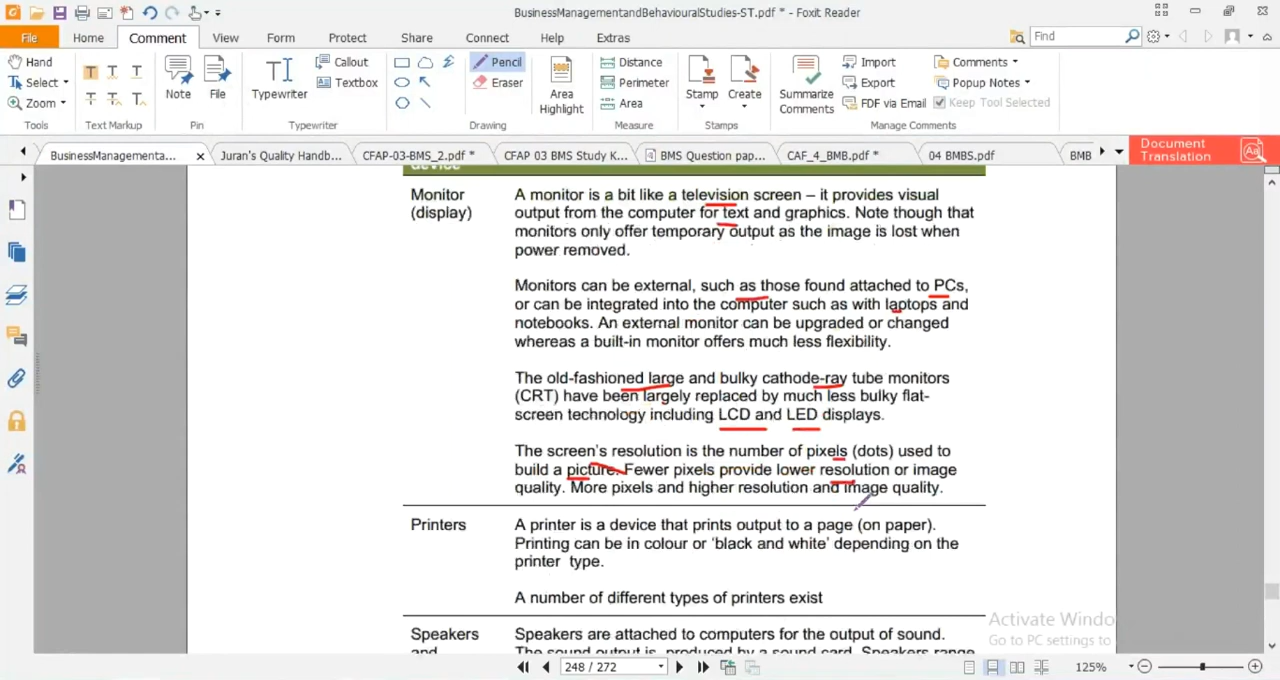 BusinessManagementandBehaviouralStudies-ST.pdf * - Foxit Reader
File Home Comment View Form Protect Share Connect Help Extras
Find
Hand
Select
Zoom
Tools
Text Markup
Note
File
Pin
Typewriter
Callout
Textbox
Typewriter
Pencil
Eraser
Drawing
Area
Highlight
Distance
Perimeter
Area
Measure
Stamp
Create
Stamps
Summarize
Comments
Import
Export
FDF via Email
Comments
Popup Notes
Keep Tool Selected
Manage Comments
BusinessManagementa... Juran's Quality Handb... CFAP-03-BMS_2.pdf * CFAP 03 BMS Study K... BMS Question pap... CAF_4_BMB.pdf * 04 BMBS.pdf BMB
Document
Translation
device
Monitor
(display)
A monitor is a bit like a television screen – it provides visual
output from the computer for text and graphics. Note though that
monitors only offer temporary output as the image is lost when
power removed.
Monitors can be external, such as those found attached to PCs,
or can be integrated into the computer such as with laptops and
notebooks. An external monitor can be upgraded or changed
whereas a built-in monitor offers much less flexibility.
The old-fashioned large and bulky cathode-ray tube monitors
(CRT) have been largely replaced by much less bulky flat-
screen technology including LCD and LED displays.
The screen's resolution is the number of pixels (dots) used to
build a picture. Fewer pixels provide lower resolution or image
quality. More pixels and higher resolution and image quality.
Printers
A printer is a device that prints output to a page (on paper).
Printing can be in colour or 'black and white' depending on the
printer type.
A number of different types of printers exist
Speakers
and
Speakers are attached to computers for the output of sound.
The sound output is produced by a sound card. Speakers range
Activate Windo
Go to PC settings to
248 / 272
125%